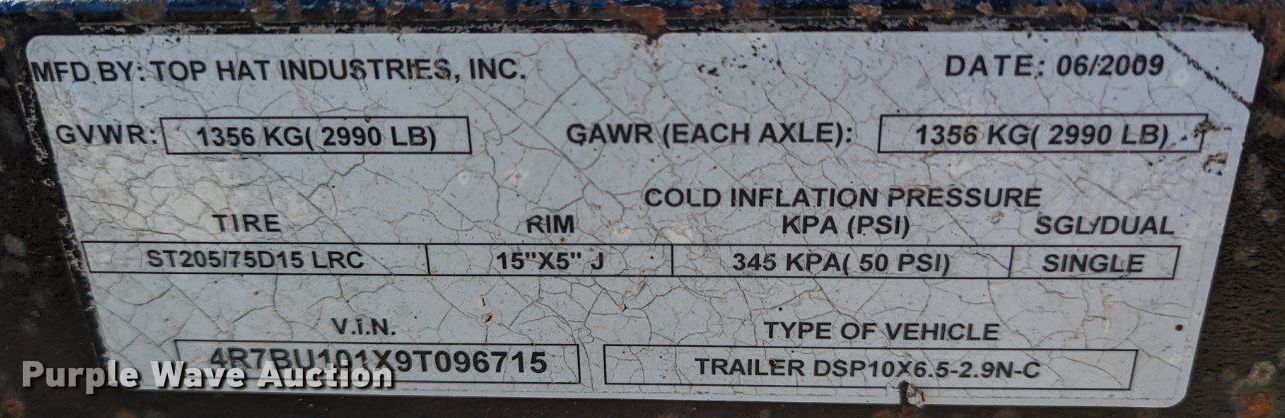 MFD BY: TOP HAT INDUSTRIES, INC. DATE: 06/2009
GVWR: 1356 KG( 2990 LB) GAWR (EACH AXLE): 1356 KG( 2990 LB)
COLD INFLATION PRESSURE
TIRE RIM KPA (PSI) SGL/DUAL
ST205/75D15 LRC 15"X5" J 345 KPA( 50 PSI) SINGLE
V.I.N. TYPE OF VEHICLE
4R7BU101X9T096715 TRAILER DSP10X6.5-2.9N-C
Purple Wave Auction